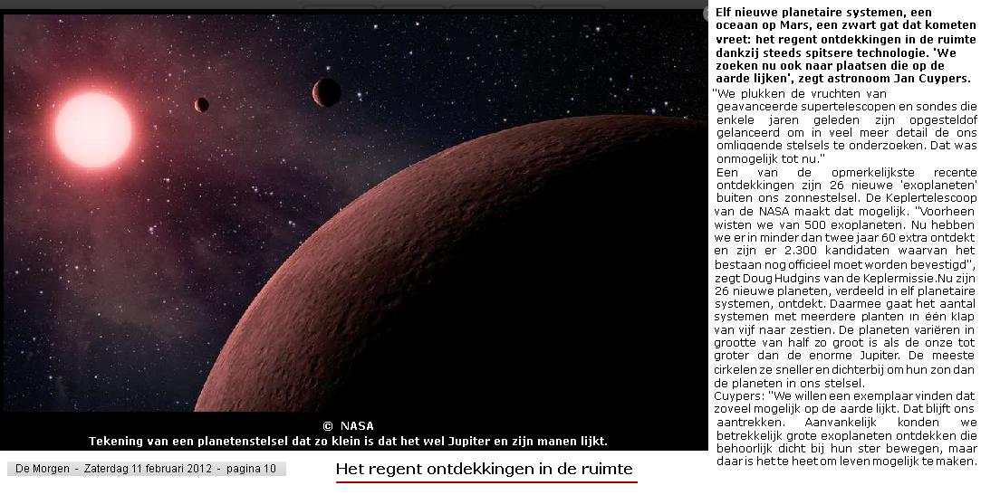 Elf nieuwe planetaire systemen, een
oceaan op Mars, een zwart gat dat kometen
vreet: het regent ontdekkingen in de ruimte
dankzij steeds spitsere technologie. 'We
zoeken nu ook naar plaatsen die op de
aarde lijken', zegt astronoom Jan Cuypers.
"We plukken de vruchten van
geavanceerde supertelescopen en sondes die
enkele jaren geleden zijn opgesteldof
gelanceerd om in veel meer detail de ons
omliggende stelsels te onderzoeken. Dat was
onmogelijk tot nu."
Een van de opmerkelijkste recente
ontdekkingen zijn 26 nieuwe 'exoplaneten'
buiten ons zonnestelsel. De Keplertelescoop
van de NASA maakt dat mogelijk. "Voorheen
wisten we van 500 exoplaneten. Nu hebben
we er in minder dan twee jaar 60 extra ontdekt
en zijn er 2.300 kandidaten waarvan het
bestaan nog officieel moet worden bevestigd",
zegt Doug Hudgins van de Keplermissie.Nu zijn
26 nieuwe planeten, verdeeld in elf planetaire
systemen, ontdekt. Daarmee gaat het aantal
systemen met meerdere planten in één klap
van vijf naar zestien. De planeten variëren in
grootte van half zo groot is als de onze tot
groter dan de enorme Jupiter. De meeste
cirkelen ze sneller en dichterbij om hun zon dan
de planeten in ons stelsel.
Cuypers: "We willen een exemplaar vinden dat
zoveel mogelijk op de aarde lijkt. Dat blijft ons
aantrekken. Aanvankelijk konden we
betrekkelijk grote exoplaneten ontdekken die
behoorlijk dicht bij hun ster bewegen, maar
daar is het te heet om leven mogelijk te maken.
© NASA
Tekening van een planetenstelsel dat zo klein is dat het wel Jupiter en zijn manen lijkt.
De Morgen - Zaterdag 11 februari 2012 - pagina 10
Het regent ontdekkingen in de ruimte